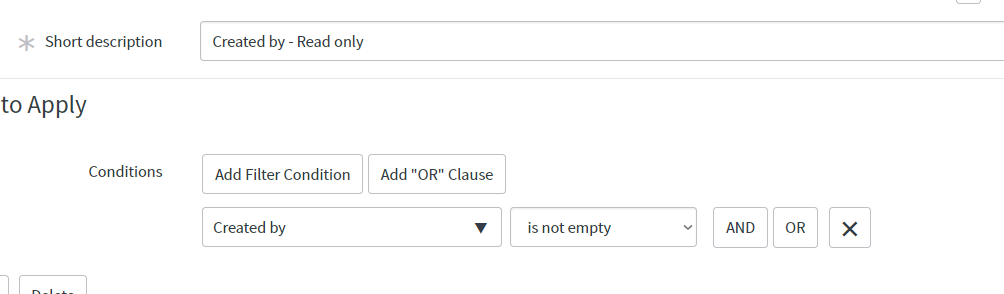 Short description
Created by - Read only
to Apply
Conditions
Add Filter Condition
Add "OR" Clause
Created by
is not empty
AND
OR
Delete